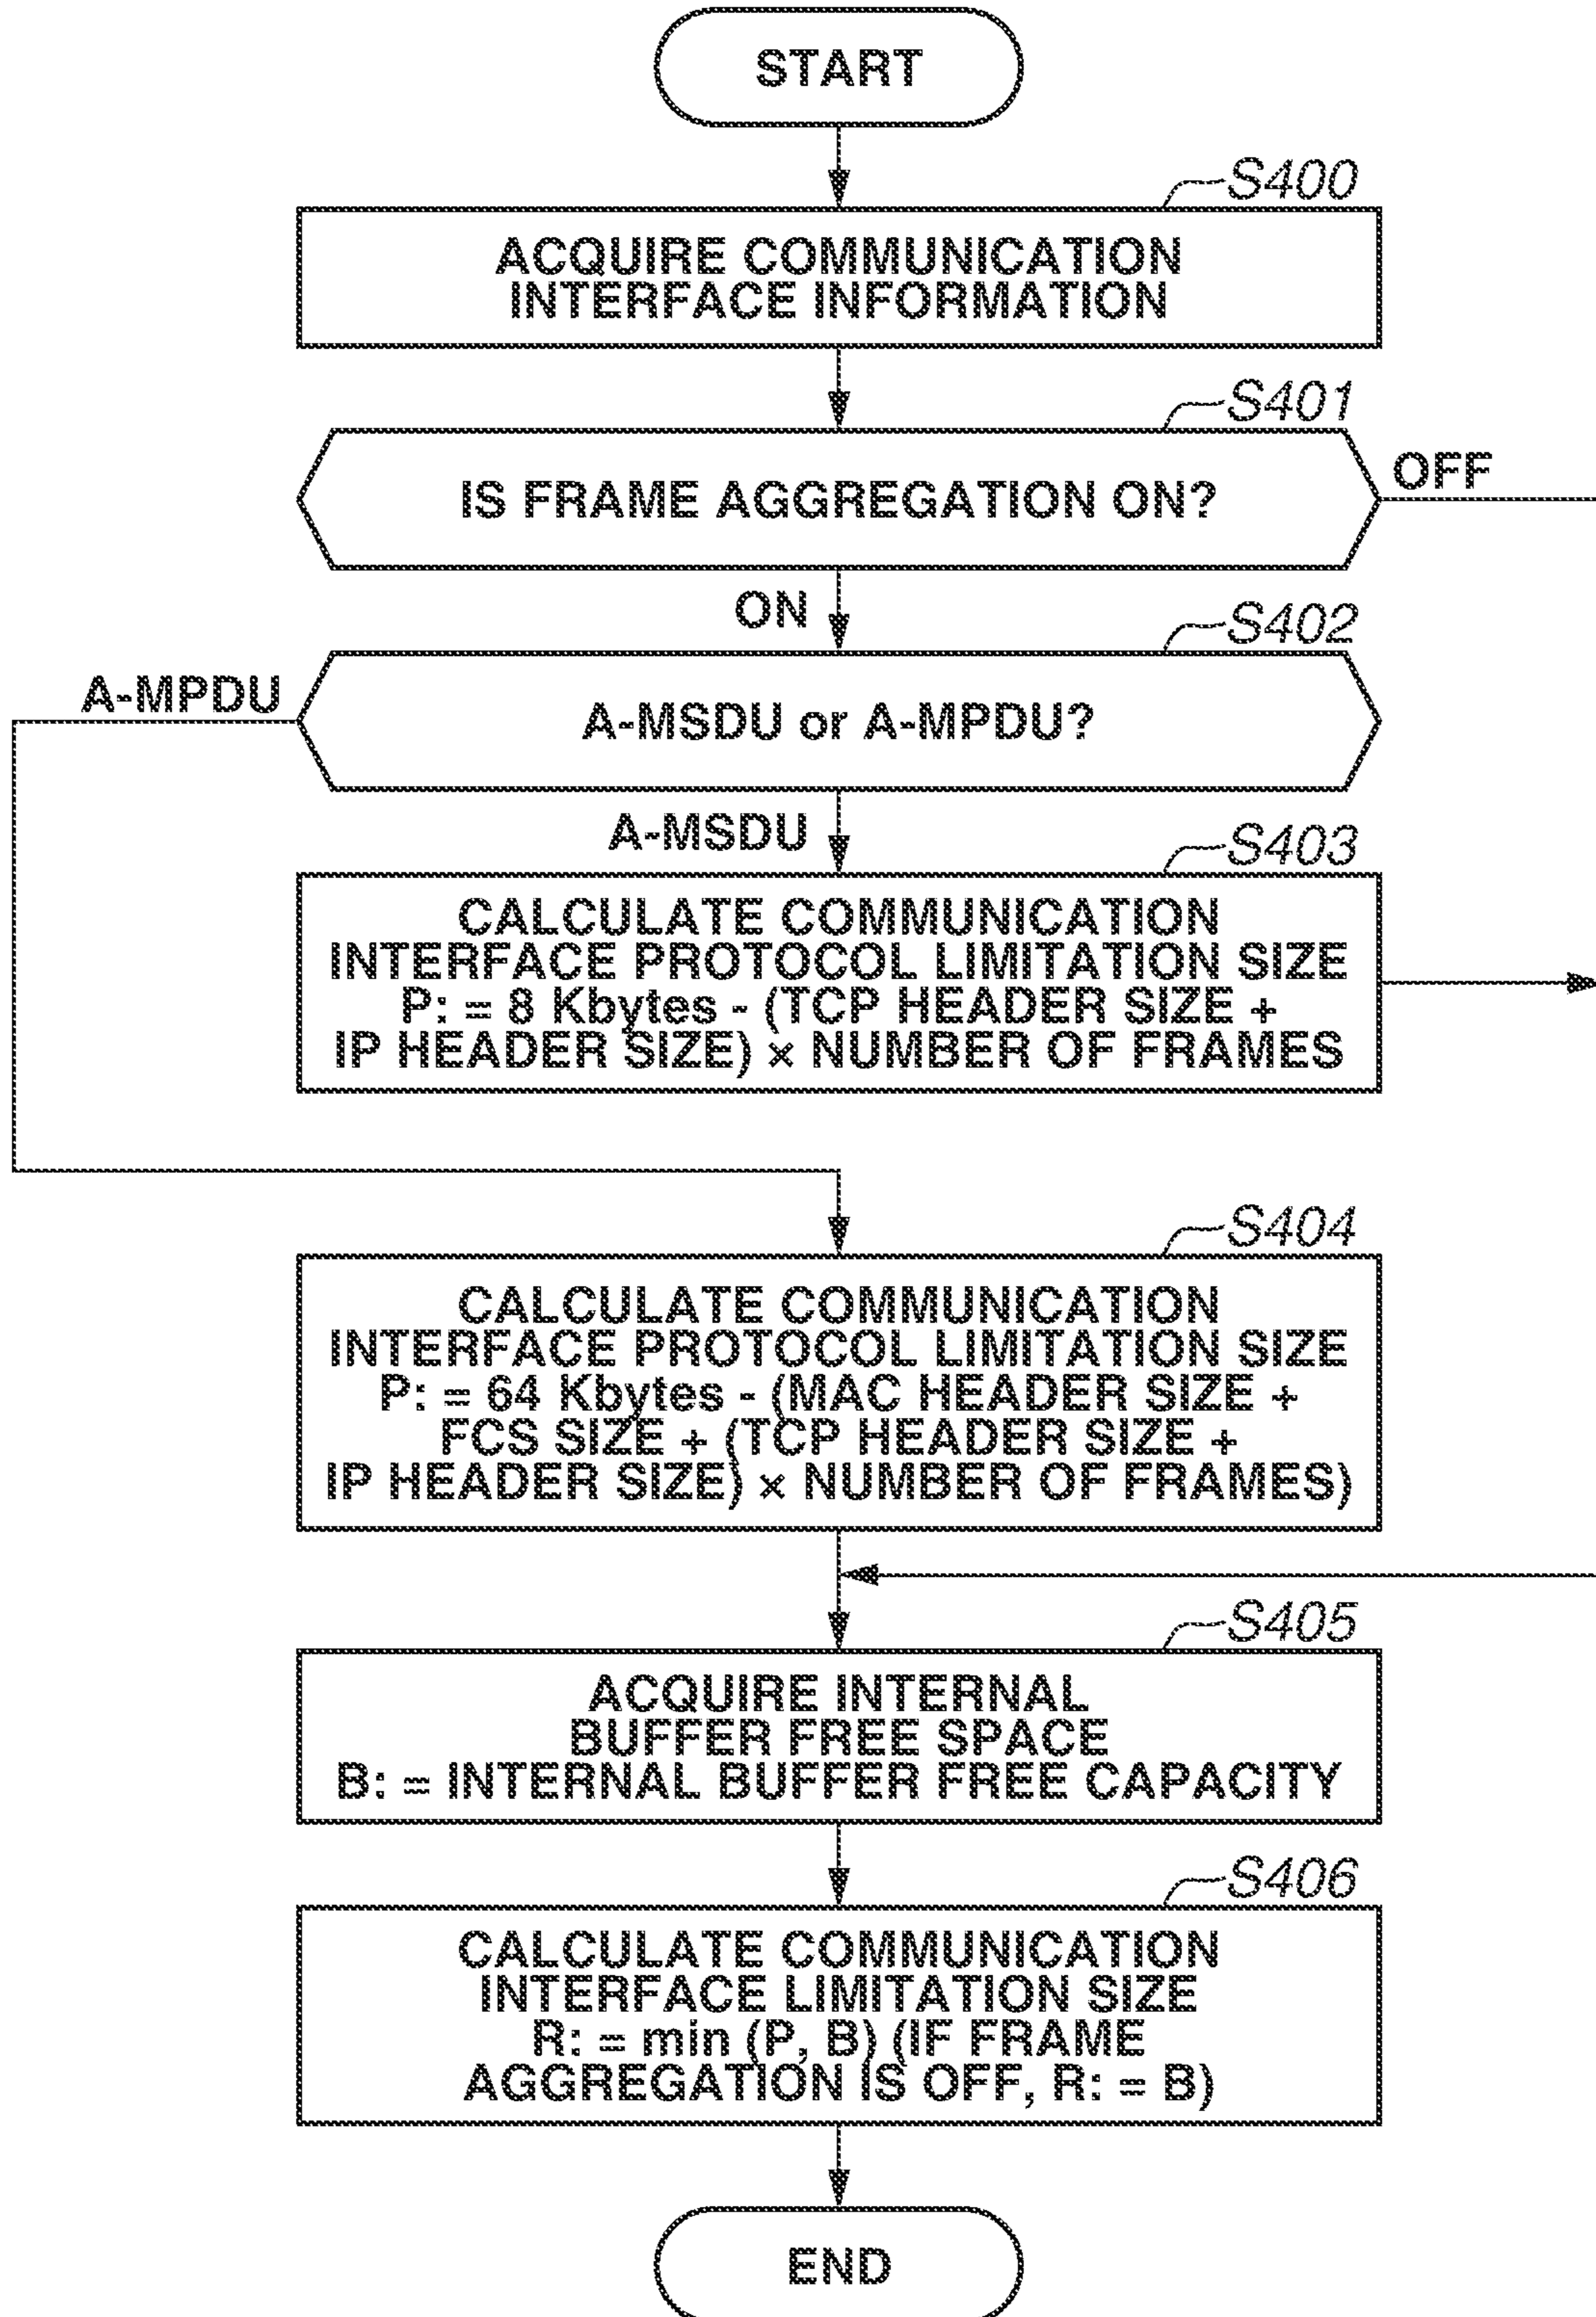 START
S400
ACQUIRE COMMUNICATION
INTERFACE INFORMATION
S401
IS FRAME AGGREGATION ON?
OFF
ON
S402
A-MPDU
A-MSDU or A-MPDU?
A-MSDU
S403
CALCULATE COMMUNICATION
INTERFACE PROTOCOL LIMITATION SIZE
P: = 8 Kbytes - (TCP HEADER SIZE +
IP HEADER SIZE) × NUMBER OF FRAMES
S404
CALCULATE COMMUNICATION
INTERFACE PROTOCOL LIMITATION SIZE
P: = 64 Kbytes - (MAC HEADER SIZE +
FCS SIZE + (TCP HEADER SIZE +
IP HEADER SIZE) × NUMBER OF FRAMES)
S405
ACQUIRE INTERNAL
BUFFER FREE SPACE
B: = INTERNAL BUFFER FREE CAPACITY
S406
CALCULATE COMMUNICATION
INTERFACE LIMITATION SIZE
R: = min (P, B) (IF FRAME
AGGREGATION IS OFF, R: = B)
END